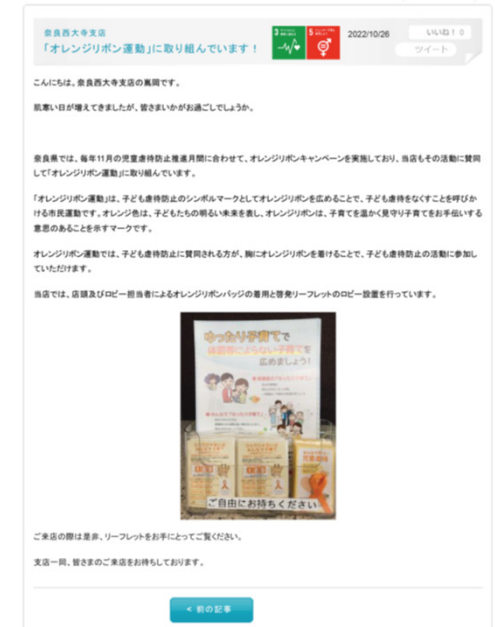 奈良西大寺支店
「オレンジリボン運動」に取り組んでいます！
3
5
2022/10/26
いいね！ 0
ツイート
こんにちは、奈良西大寺支店の萬岡です。
肌寒い日が増えてきましたが、皆さまいかがお過ごしでしょうか。
奈良県では、毎年11月の児童虐待防止推進月間に合わせて、オレンジリボンキャンペーンを実施しており、当店もその活動に賛同
して「オレンジリボン運動」に取り組んでいます。
「オレンジリボン運動」は、子ども虐待防止のシンボルマークとしてオレンジリボンを広めることで、子ども虐待をなくすことを呼びか
ける市民運動です。オレンジ色は、子どもたちの明るい未来を表し、オレンジリボンは、子育てを温かく見守り子育てをお手伝いする
意思のあることを示すマークです。
オレンジリボン運動では、子ども虐待防止に賛同される方が、胸にオレンジリボンを着けることで、子ども虐待防止の活動に参加し
ていただけます。
当店では、店頭及びロビー担当者によるオレンジリボンバッジの着用と啓発リーフレットのロビー設置を行っています。
ゆったり子育てで
体罰等によらない子育てを
広めましょう！
ご自由にお持ちください
ご来店の際は是非、リーフレットをお手にとってご覧ください。
支店一同、皆さまのご来店をお待ちしております。
< 前の記事